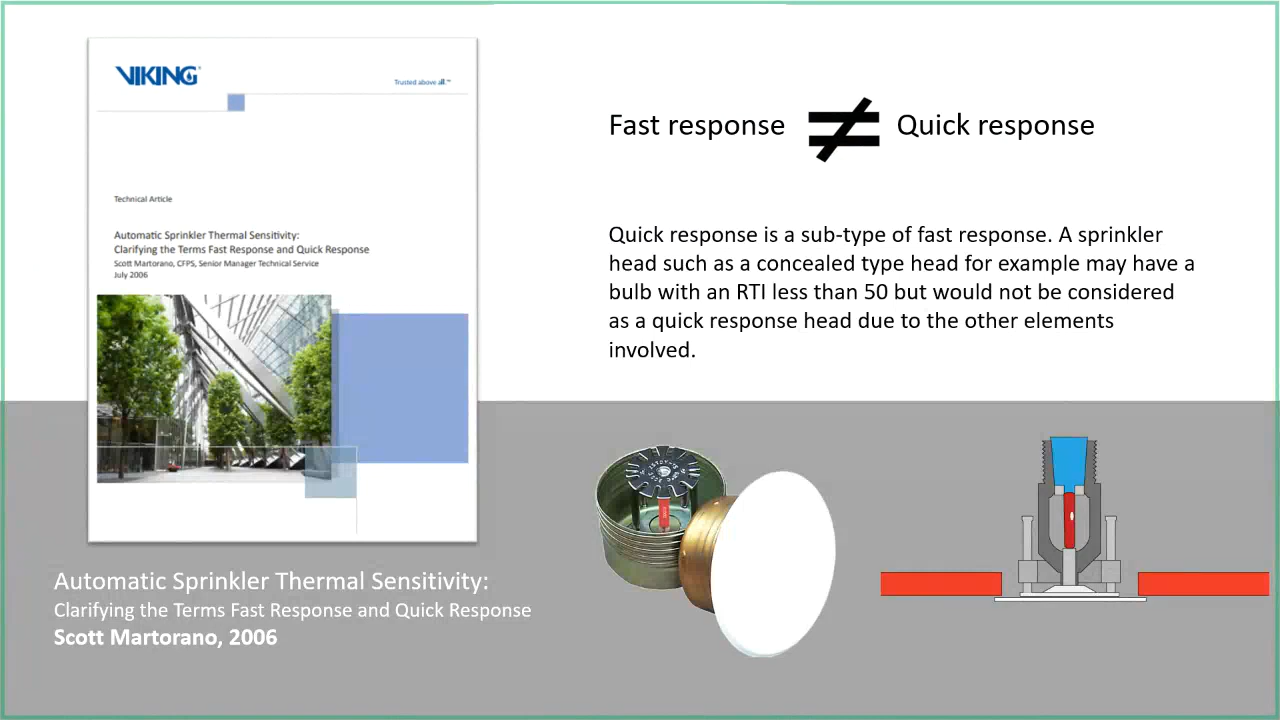 VIKING
Trusted above all™
Technical Article
Automatic Sprinkler Thermal Sensitivity:
Clarifying the Terms Fast Response and Quick Response
Scott Martorano, CFPS, Senior Manager Technical Service
July 2006
Fast response ≠ Quick response
Quick response is a sub-type of fast response. A sprinkler
head such as a concealed type head for example may have a
bulb with an RTI less than 50 but would not be considered
as a quick response head due to the other elements
involved.
Automatic Sprinkler Thermal Sensitivity:
Clarifying the Terms Fast Response and Quick Response
Scott Martorano, 2006